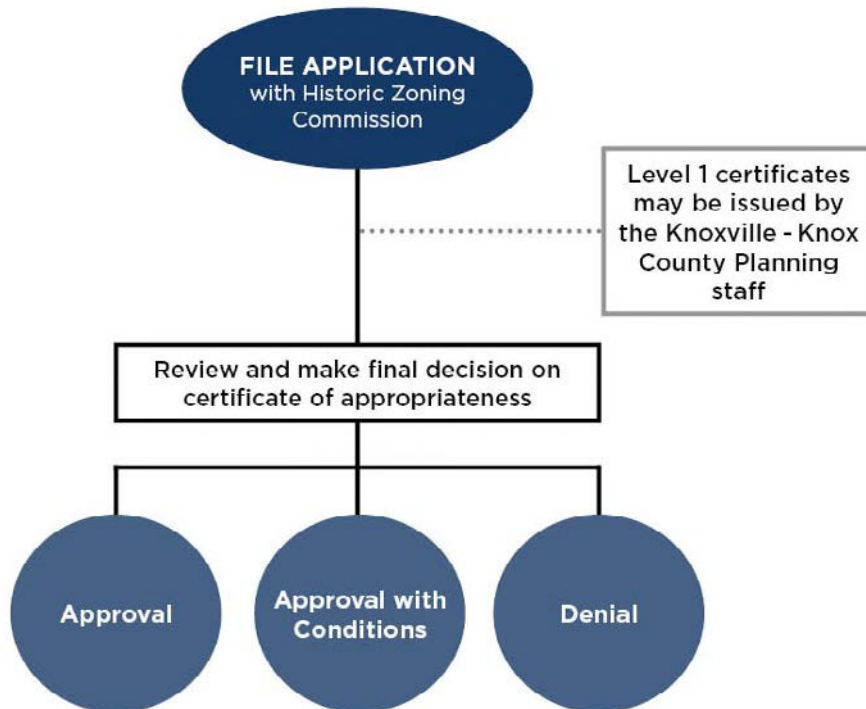 FILE APPLICATION
with Historic Zoning
Commission
Level 1 certificates
may be issued by
the Knoxville - Knox
County Planning
staff
Review and make final decision on
certificate of appropriateness
Approval
Approval with
Conditions
Denial